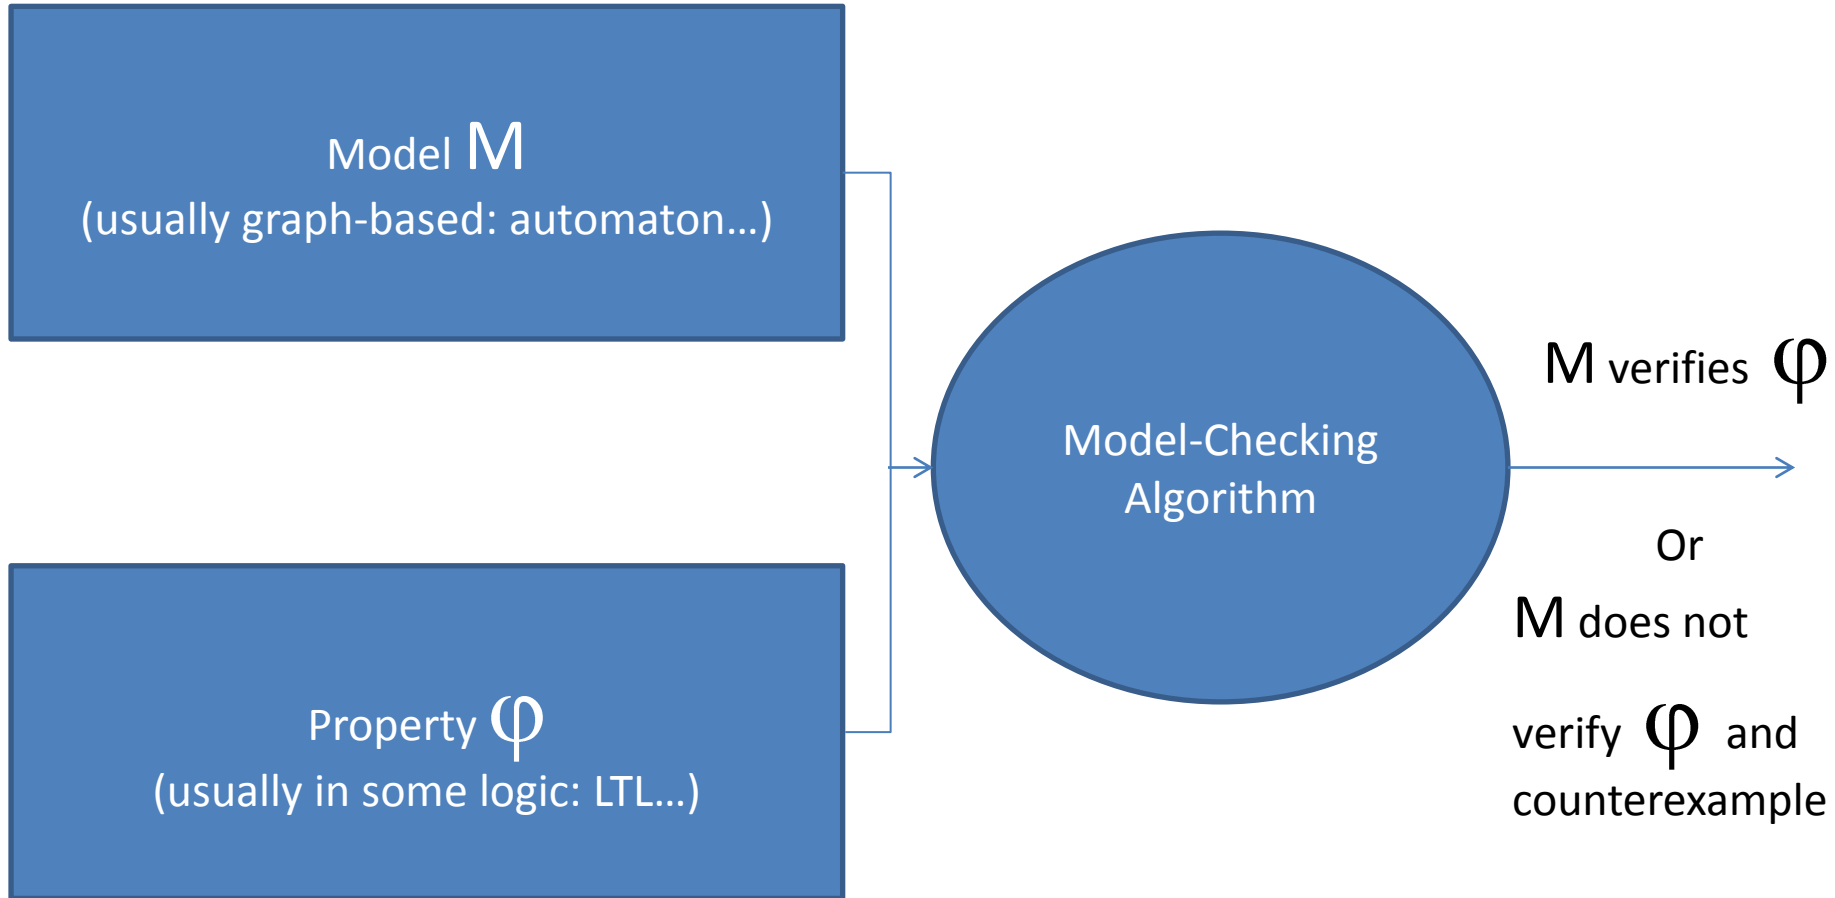 Model M
(usually graph-based: automaton…)
Property φ
(usually in some logic: LTL…)
Model-Checking
Algorithm
M verifies φ
Or
M does not
verify φ and
counterexample